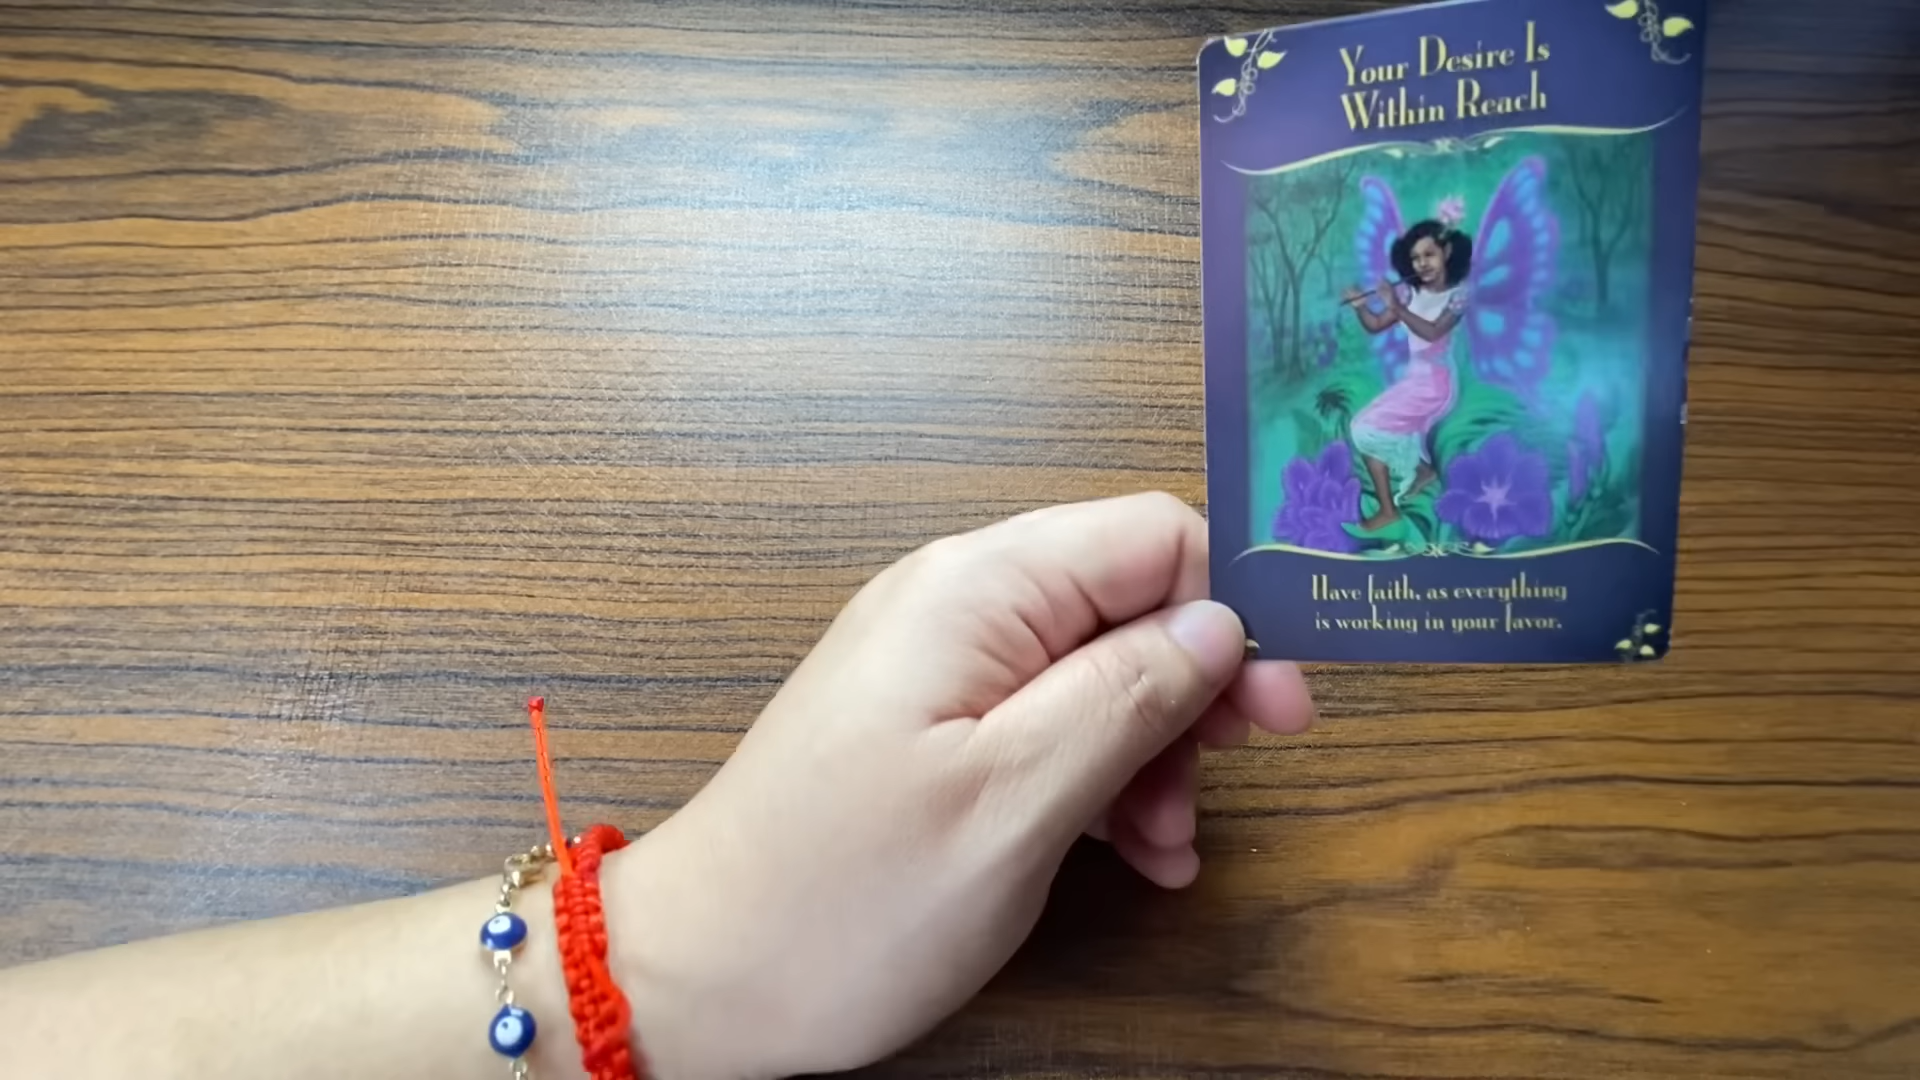 Your Desire Is
Within Reach
Have faith, as everything
is working in your favor.